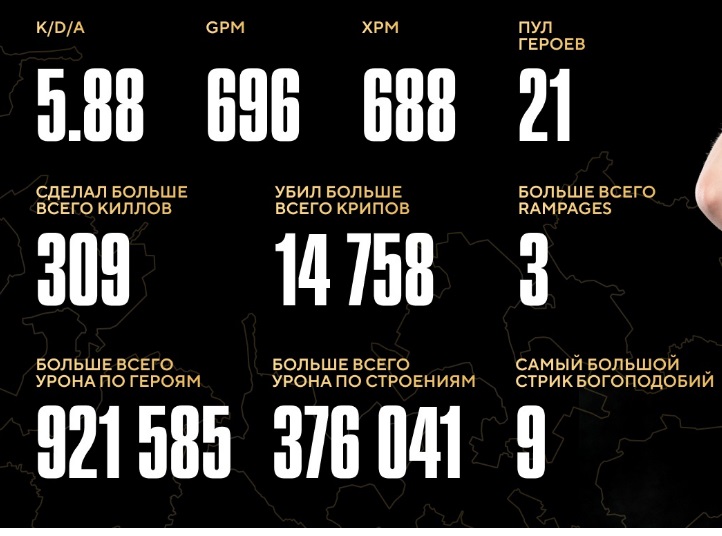 K/D/A
GPM
XPM
ПУЛ
ГЕРОЕВ
5.88
696
688
21
СДЕЛАЛ БОЛЬШЕ
ВСЕГО КИЛЛОВ
УБИЛ БОЛЬШЕ
ВСЕГО КРИПОВ
БОЛЬШЕ ВСЕГО
RAMPAGES
309
14 758
3
БОЛЬШЕ ВСЕГО
УРОНА ПО ГЕРОЯМ
БОЛЬШЕ ВСЕГО
УРОНА ПО СТРОЕНИЯМ
САМЫЙ БОЛЬШОЙ
СТРИК БОГОПОДОБИЙ
921 585
376 041
9